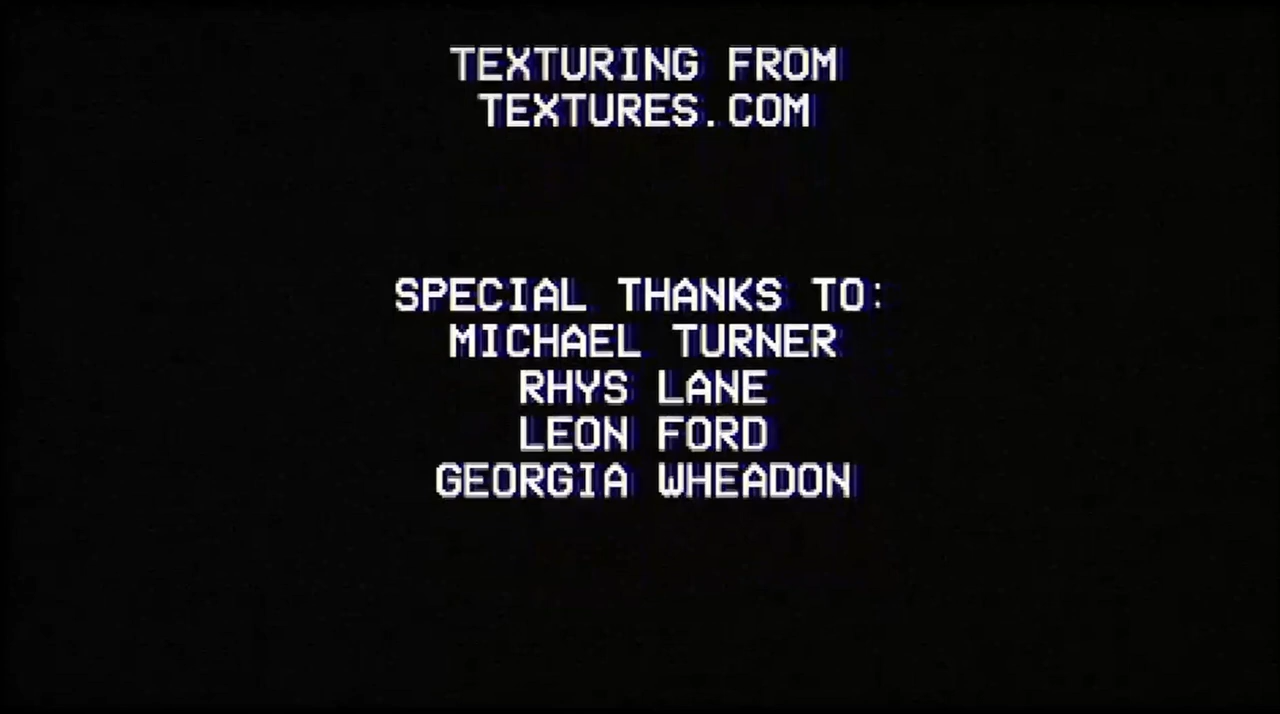 TEXTURING FROM
TEXTURES.COM
SPECIAL THANKS TO:
MICHAEL TURNER
RHYS LANE
LEON FORD
GEORGIA WHEADON